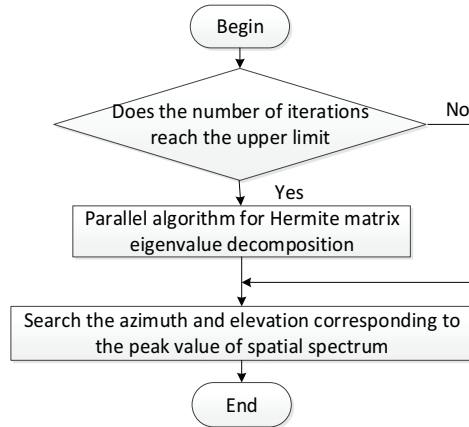 Begin
Does the number of iterations
reach the upper limit
No
Yes
Parallel algorithm for Hermite matrix
eigenvalue decomposition
Search the azimuth and elevation corresponding to
the peak value of spatial spectrum
End